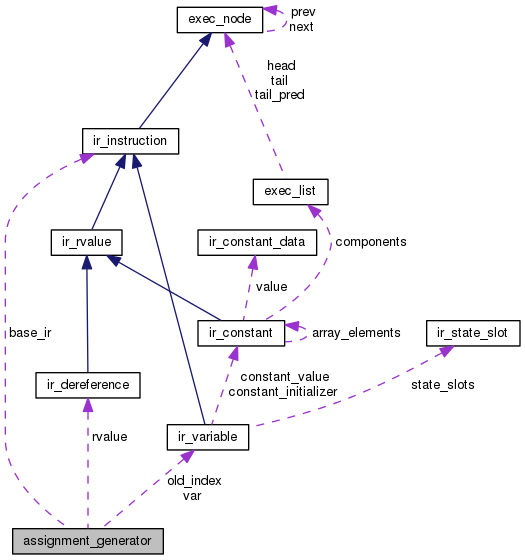 exec_node
prev
next
head
tail
tail_pred
ir_instruction
exec_list
ir_rvalue
ir_constant_data
components
value
base_ir
ir_constant
array_elements
ir_state_slot
ir_dereference
constant_value
constant_initializer
state_slots
rvalue
ir_variable
old_index
var
assignment_generator